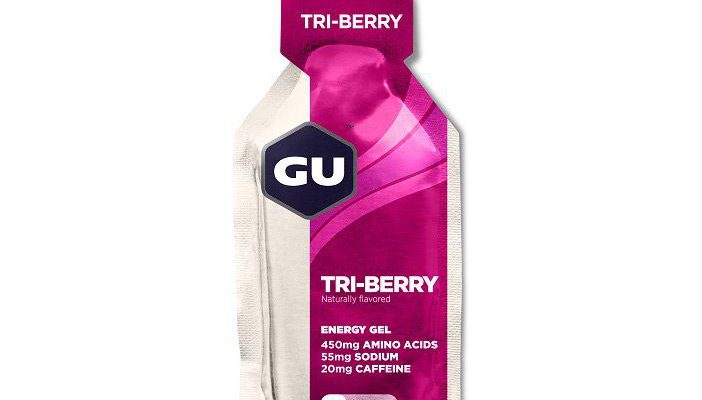 TRI-BERRY
GU
TRI-BERRY
Naturally flavored
ENERGY GEL
450mg AMINO ACIDS
55mg SODIUM
20mg CAFFEINE